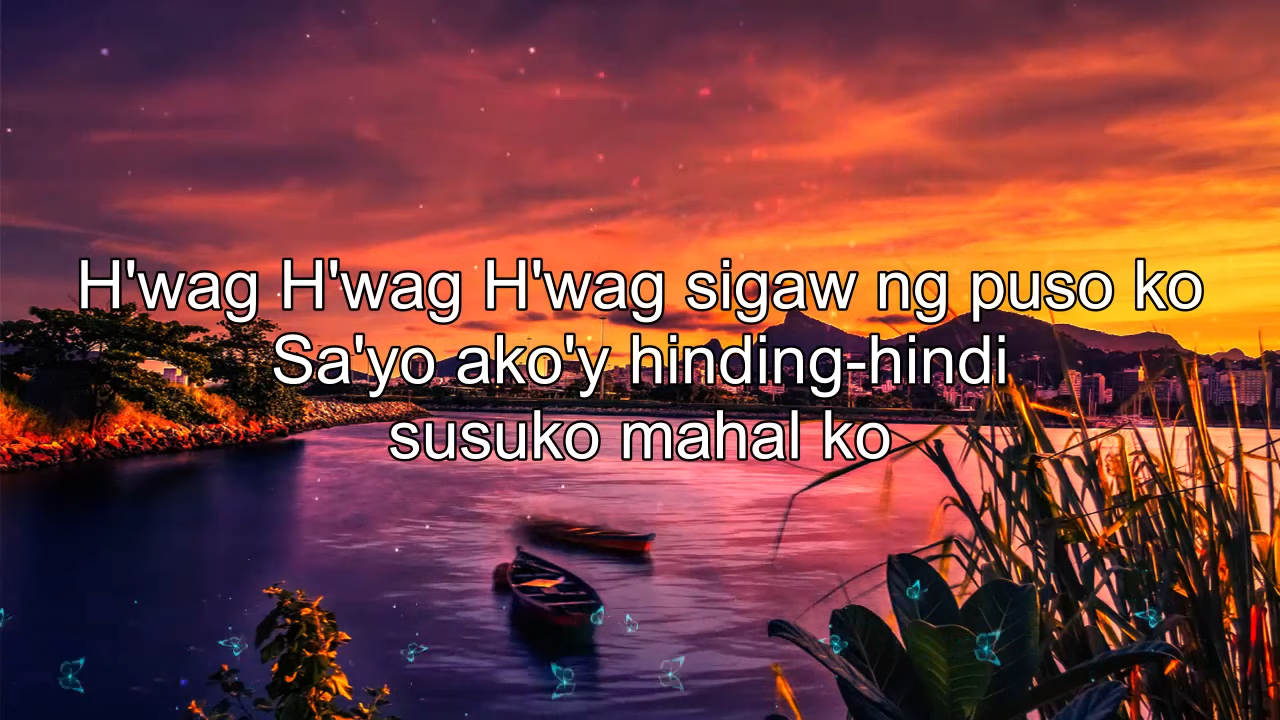 H'wag H'wag H'wag sigaw ng puso ko
Sa'yo ako'y hinding-hindi
susuko mahal ko